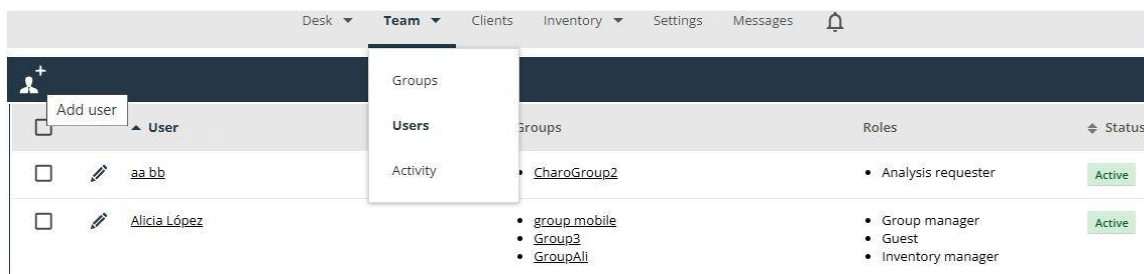 Desk Team Clients Inventory Settings Messages
Groups
Users
Activity
Add user
User Groups Roles Status
aa bb CharoGroup2 Analysis requester Active
Alicia López group mobile Group manager Active
Group3 Guest
GroupAli Inventory manager